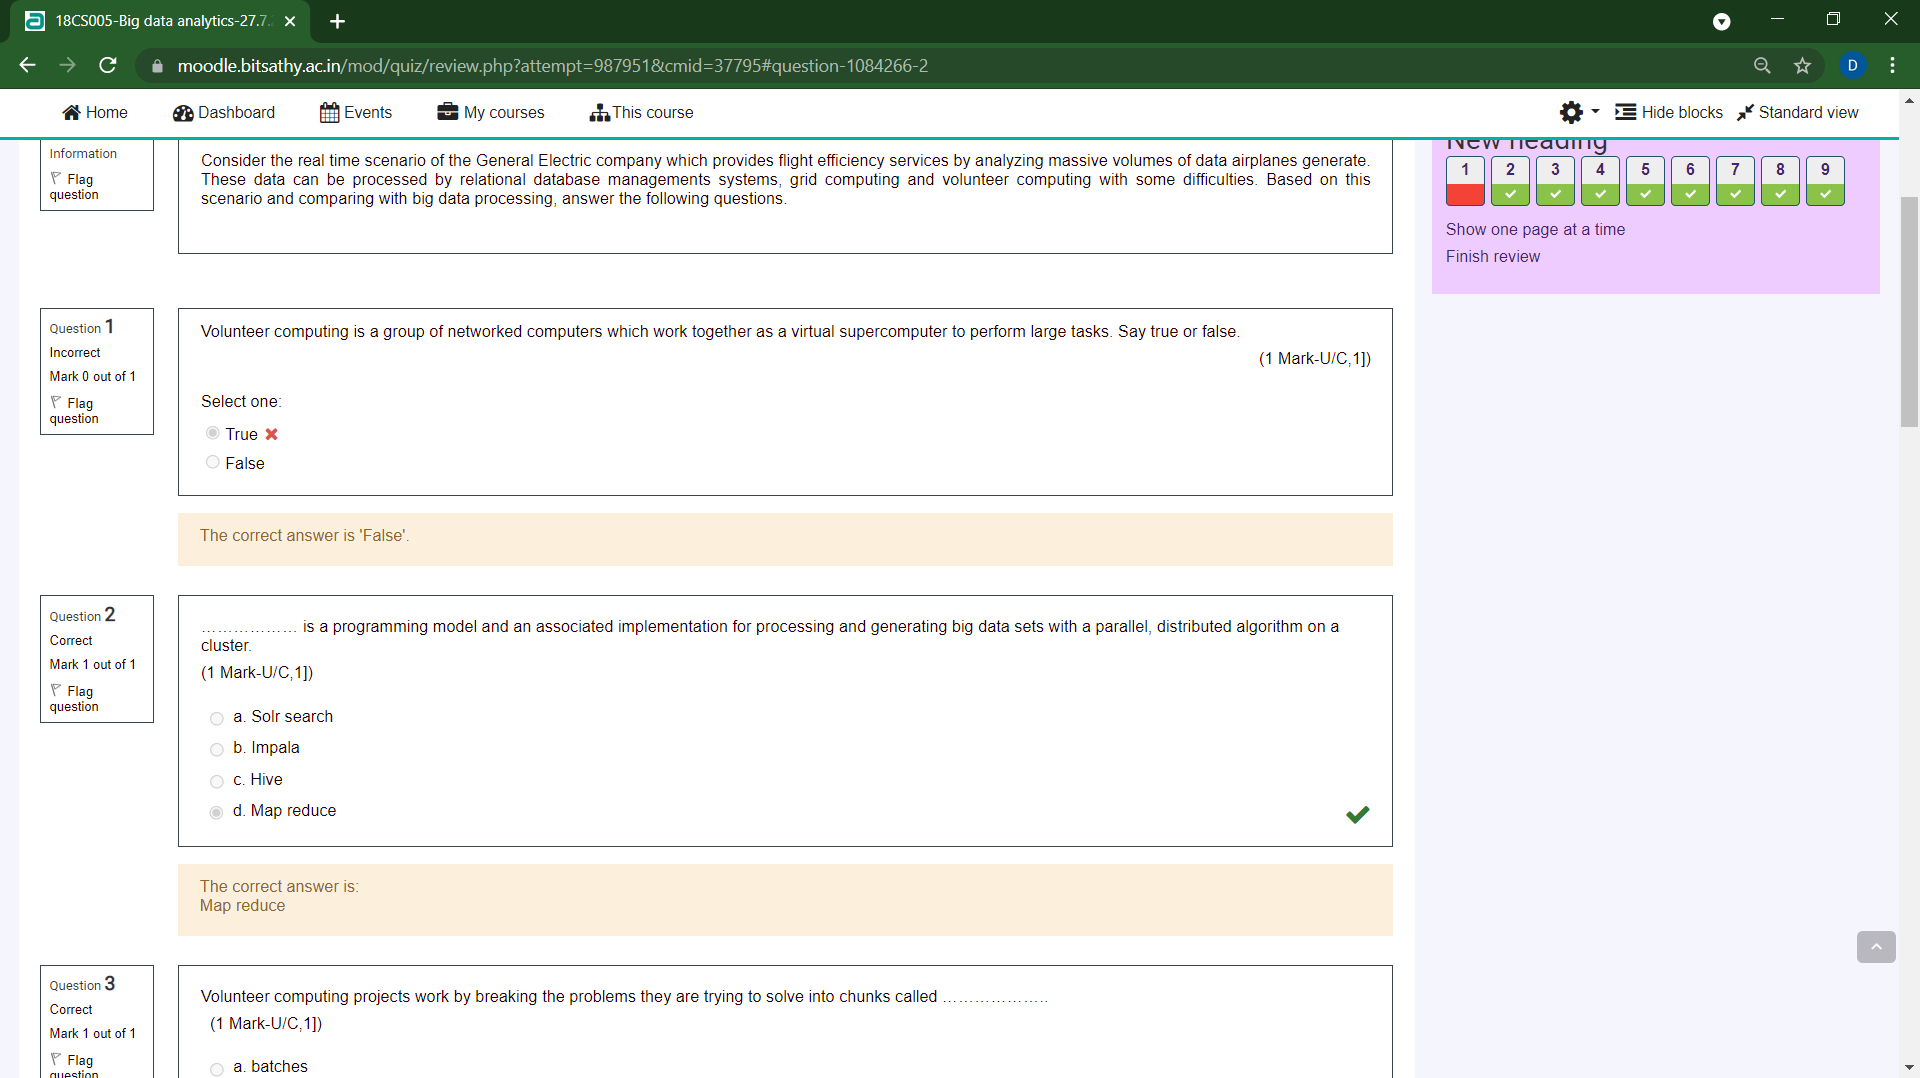 18CS005-Big data analytics-27.7.
moodle.bitsathy.ac.in/mod/quiz/review.php?attempt=987951&cmid=37795#question-1084266-2
D
Home
Dashboard
Events
My courses
This course
Hide blocks
Standard view
Information
Flag
question
Consider the real time scenario of the General Electric company which provides flight efficiency services by analyzing massive volumes of data airplanes generate.
These data can be processed by relational database managements systems, grid computing and volunteer computing with some difficulties. Based on this
scenario and comparing with big data processing, answer the following questions.
New heading
1 2 3 4 5 6 7 8 9
Show one page at a time
Finish review
Question 1
Incorrect
Mark 0 out of 1
Flag
question
Volunteer computing is a group of networked computers which work together as a virtual supercomputer to perform large tasks. Say true or false.
(1 Mark-U/C,1])
Select one:
True
False
The correct answer is 'False'.
Question 2
Correct
Mark 1 out of 1
Flag
question
……………… is a programming model and an associated implementation for processing and generating big data sets with a parallel, distributed algorithm on a
cluster.
(1 Mark-U/C,1])
a. Solr search
b. Impala
c. Hive
d. Map reduce
The correct answer is:
Map reduce
Question 3
Correct
Mark 1 out of 1
Flag
question
Volunteer computing projects work by breaking the problems they are trying to solve into chunks called ………………..
(1 Mark-U/C,1])
a. batches